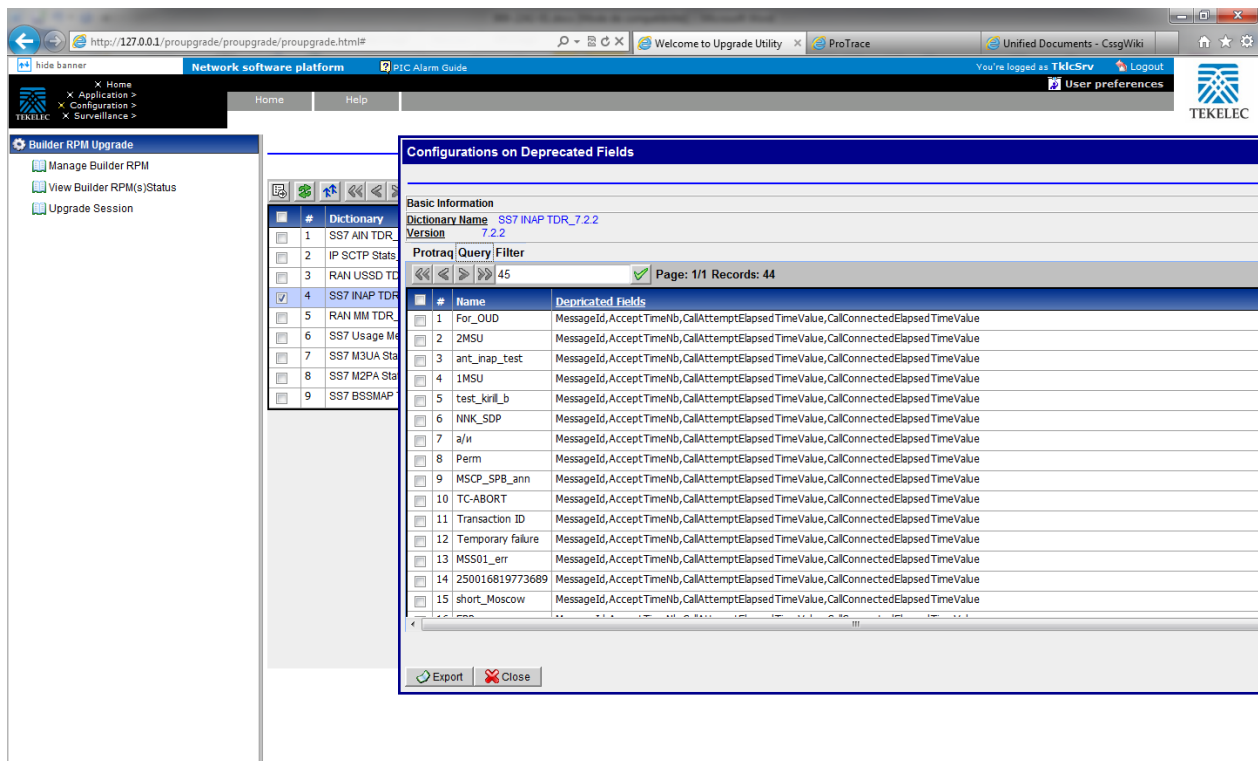 http://127.0.0.1/proupgrade/proupgrade/proupgrade.html#
Welcome to Upgrade Utility
ProTrace
Unified Documents - CssgWiki
hide banner
Network software platform
PIC Alarm Guide
You're logged as TklcSrv
Logout
Home
Application >
Configuration >
Surveillance >
TEKELEC
Home
Help
User preferences
TEKELEC
Builder RPM Upgrade
Manage Builder RPM
View Builder RPM(s)Status
Upgrade Session
# Dictionary
1 SS7 AIN TDR_
2 IP SCTP Stats_
3 RAN USSD TD
4 SS7 INAP TDR
5 RAN MM TDR_
6 SS7 Usage Me
7 SS7 M3UA Sta
8 SS7 M2PA Sta
9 SS7 BSSMAP
Configurations on Deprecated Fields
Basic Information
Dictionary Name SS7 INAP TDR_7.2.2
Version 7.2.2
Protraq Query Filter
45
Page: 1/1 Records: 44
# Name Depricated Fields
1 For_OUD MessageId,AcceptTimeNb,CallAttemptElapsedTimeValue,CallConnectedElapsedTimeValue
2 2MSU MessageId,AcceptTimeNb,CallAttemptElapsedTimeValue,CallConnectedElapsedTimeValue
3 ant_inap_test MessageId,AcceptTimeNb,CallAttemptElapsedTimeValue,CallConnectedElapsedTimeValue
4 1MSU MessageId,AcceptTimeNb,CallAttemptElapsedTimeValue,CallConnectedElapsedTimeValue
5 test_kirill_b MessageId,AcceptTimeNb,CallAttemptElapsedTimeValue,CallConnectedElapsedTimeValue
6 NNK_SDP MessageId,AcceptTimeNb,CallAttemptElapsedTimeValue,CallConnectedElapsedTimeValue
7 а/и MessageId,AcceptTimeNb,CallAttemptElapsedTimeValue,CallConnectedElapsedTimeValue
8 Perm MessageId,AcceptTimeNb,CallAttemptElapsedTimeValue,CallConnectedElapsedTimeValue
9 MSCP_SPB_ann MessageId,AcceptTimeNb,CallAttemptElapsedTimeValue,CallConnectedElapsedTimeValue
10 TC-ABORT MessageId,AcceptTimeNb,CallAttemptElapsedTimeValue,CallConnectedElapsedTimeValue
11 Transaction ID MessageId,AcceptTimeNb,CallAttemptElapsedTimeValue,CallConnectedElapsedTimeValue
12 Temporary failure MessageId,AcceptTimeNb,CallAttemptElapsedTimeValue,CallConnectedElapsedTimeValue
13 MSS01_err MessageId,AcceptTimeNb,CallAttemptElapsedTimeValue,CallConnectedElapsedTimeValue
14 250016819773689 MessageId,AcceptTimeNb,CallAttemptElapsedTimeValue,CallConnectedElapsedTimeValue
15 short_Moscow MessageId,AcceptTimeNb,CallAttemptElapsedTimeValue,CallConnectedElapsedTimeValue
Export
Close